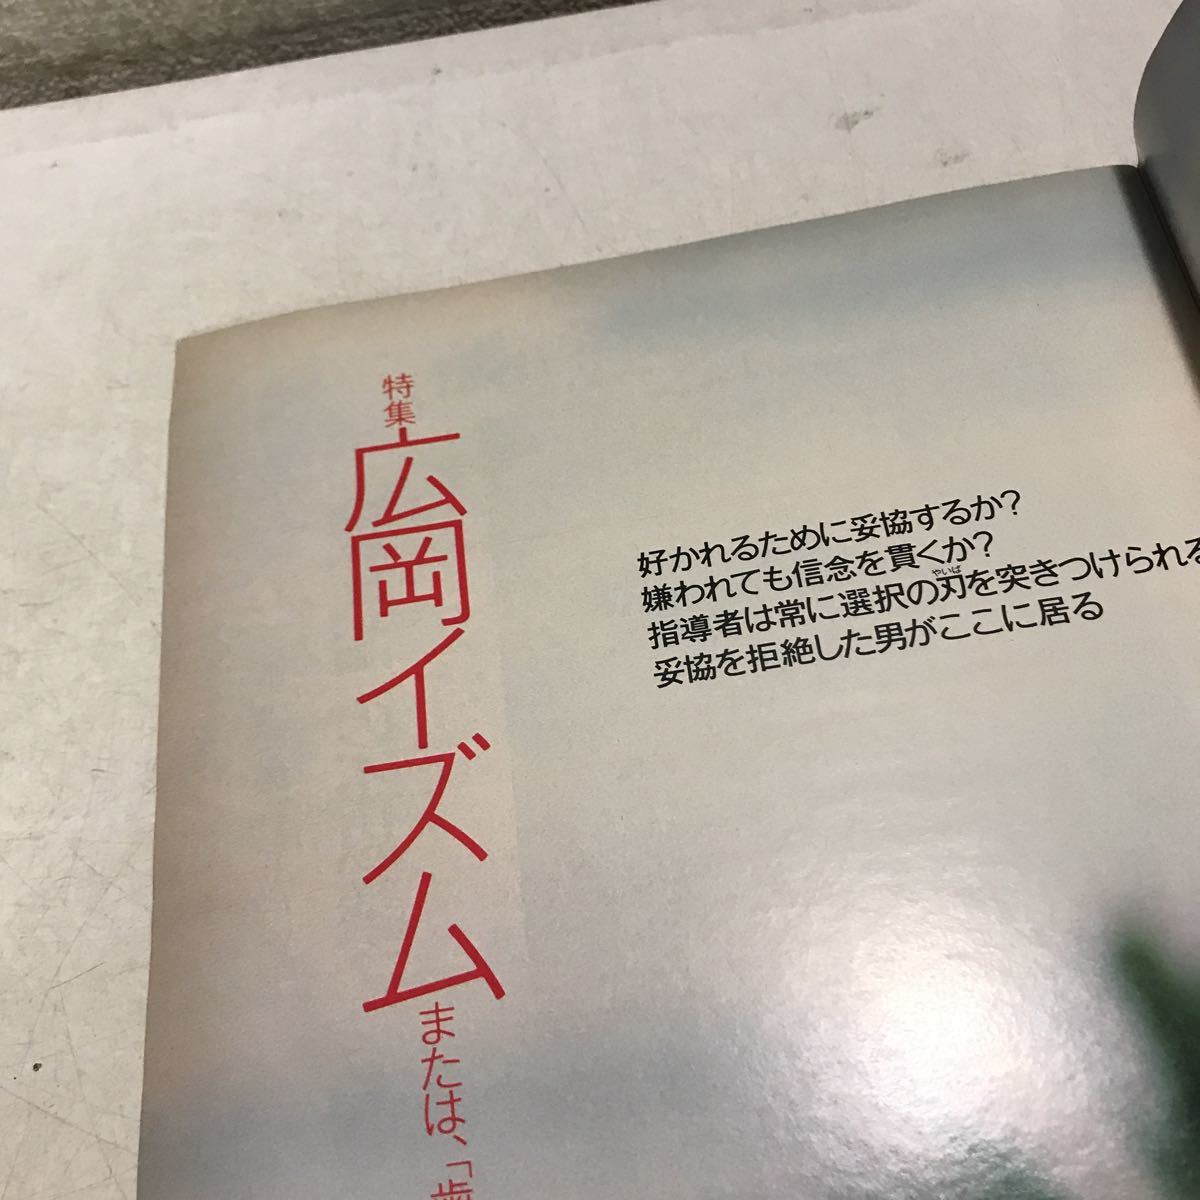 特集
広岡イズム
または、「歯
好かれるために妥協するか?
嫌われても信念を貫くか?
指導者は常に選択の刃を突きつけられる
やいば
妥協を拒絶した男がここに居る